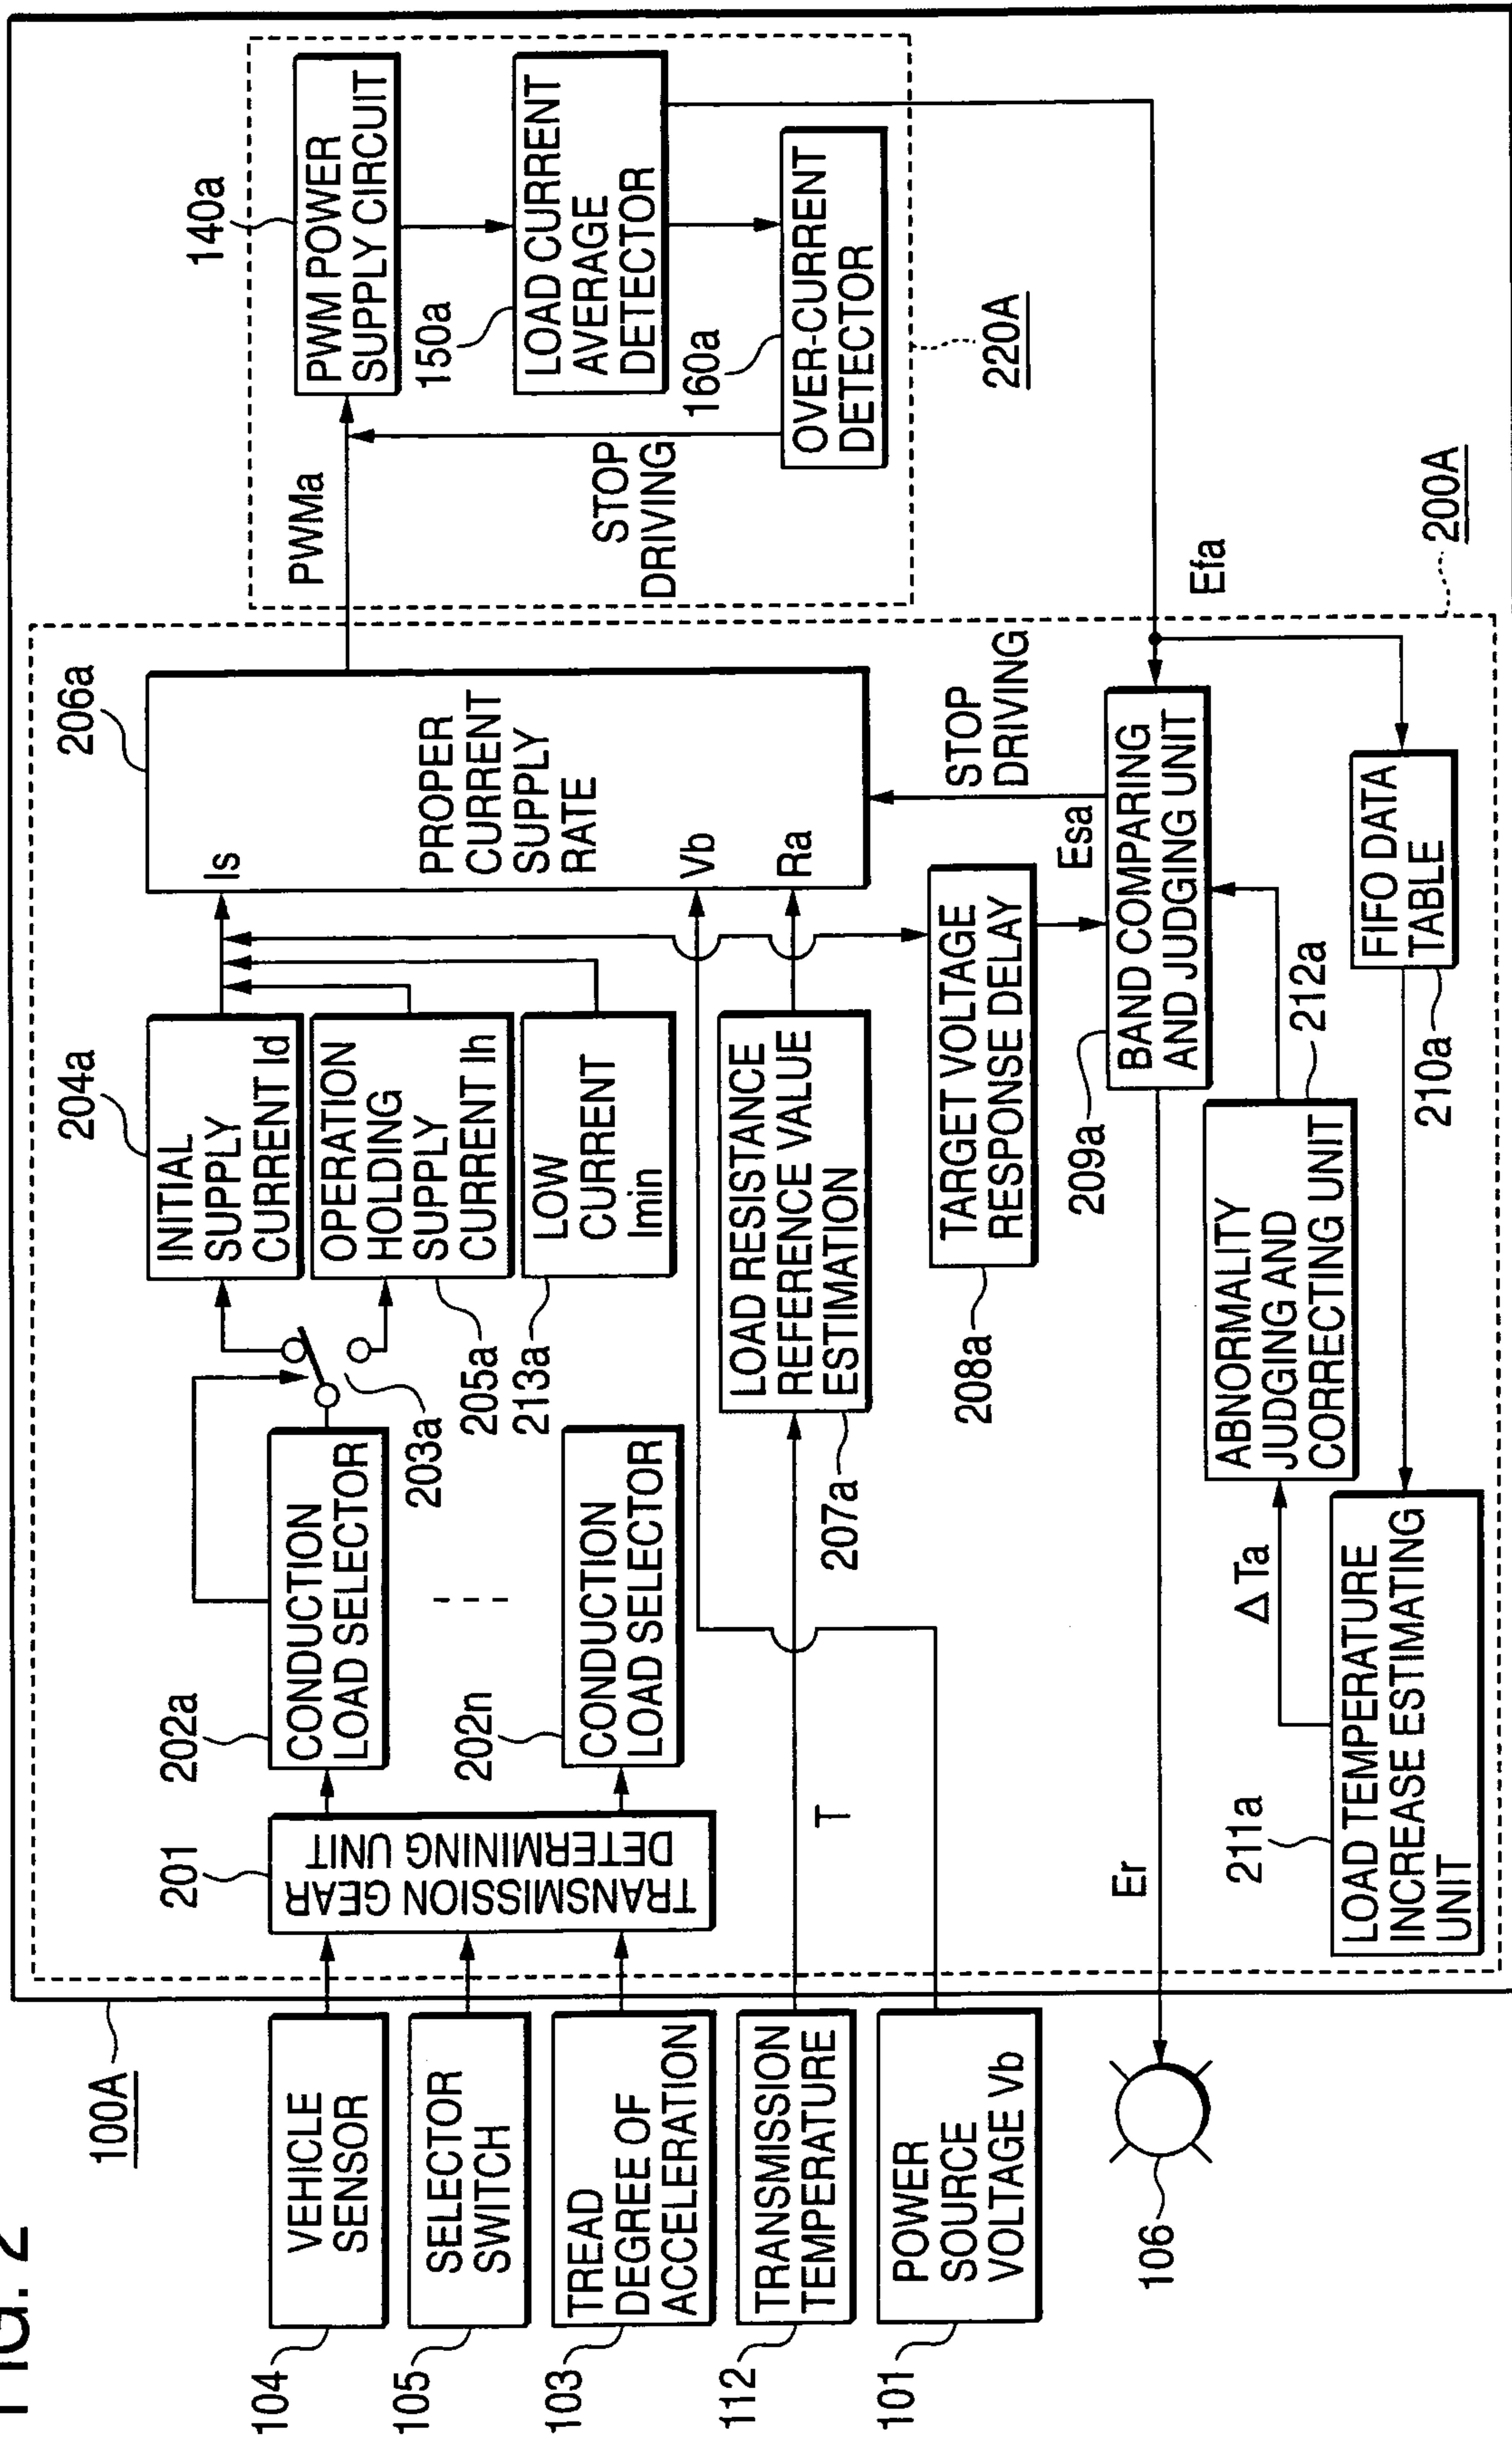 FIG. 2
100A
104
VEHICLE
SENSOR
105
SELECTOR
SWITCH
103
TREAD
DEGREE OF
ACCELERATION
112
TRANSMISSION
TEMPERATURE
101
POWER
SOURCE
VOLTAGE Vb
106
201
TRANSMISSION GEAR
DETERMINING UNIT
202a
CONDUCTION
LOAD SELECTOR
202n
CONDUCTION
LOAD SELECTOR
203a
204a
INITIAL
SUPPLY
CURRENT Id
OPERATION
HOLDING
SUPPLY
CURRENT Ih
205a
LOW
CURRENT
Imin
213a
T
LOAD RESISTANCE
REFERENCE VALUE
ESTIMATION
207a
206a
Is
PROPER
CURRENT
SUPPLY
RATE
Vb
Ra
TARGET VOLTAGE
RESPONSE DELAY
208a
STOP
DRIVING
Esa
BAND COMPARING
AND JUDGING UNIT
209a
Er
ABNORMALITY
JUDGING AND
CORRECTING UNIT
212a
FIFO DATA
TABLE
210a
Δ Ta
211a
LOAD TEMPERATURE
INCREASE ESTIMATING
UNIT
PWMa
140a
PWM POWER
SUPPLY CIRCUIT
150a
LOAD CURRENT
AVERAGE
DETECTOR
160a
OVER-CURRENT
DETECTOR
STOP
DRIVING
220A
Efa
200A